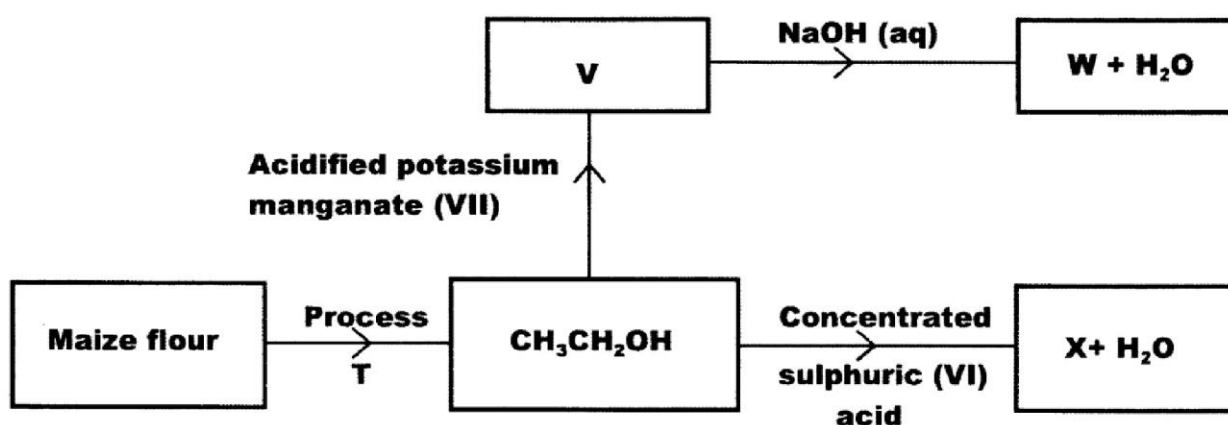 NaOH (aq)
V
W + H₂O
Acidified potassium
manganate (VII)
Maize flour
Process
T
CH₃CH₂OH
Concentrated
sulphuric (VI)
acid
X+ H₂O